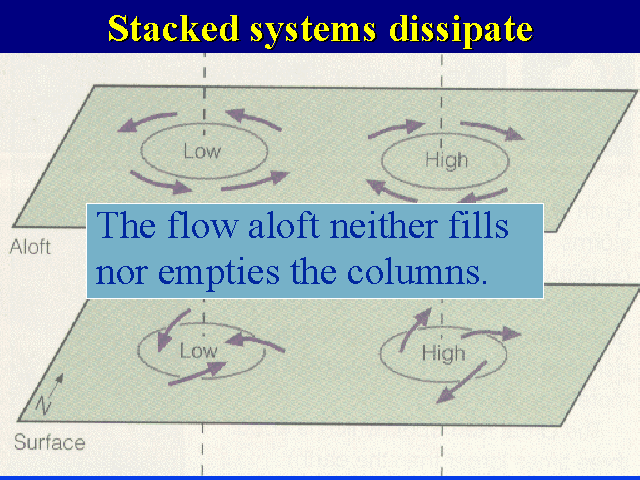 Stacked systems dissipate
Low
High
Aloft
The flow aloft neither fills
nor empties the columns.
Low
High
N
Surface